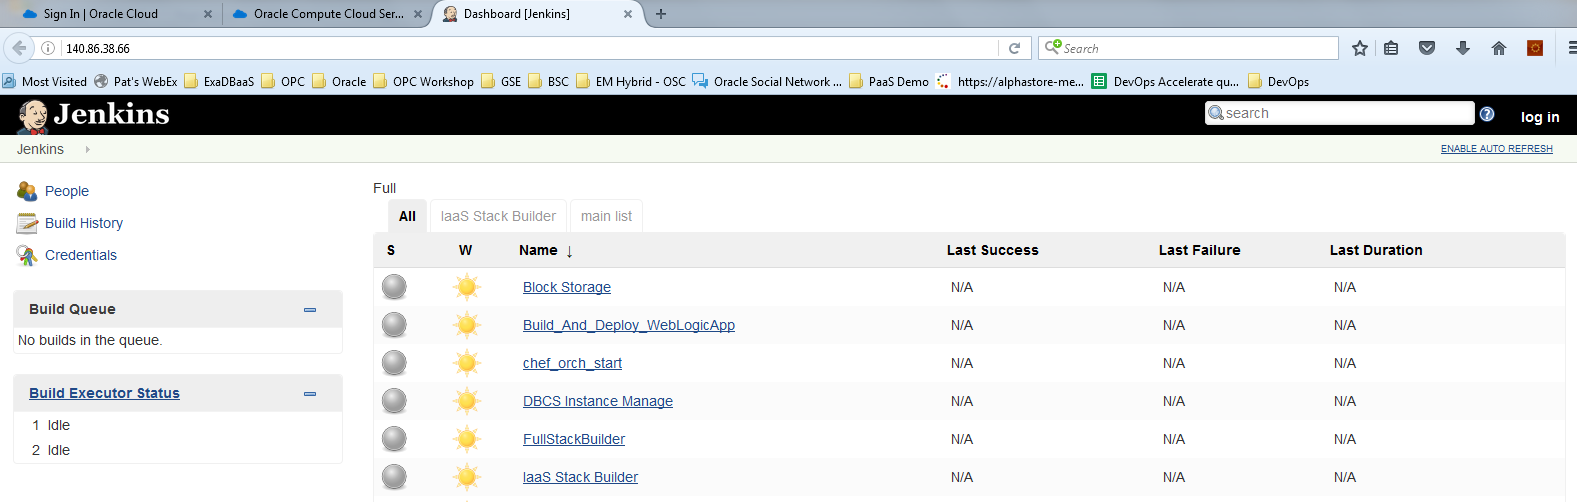 Sign In | Oracle Cloud
Oracle Compute Cloud Ser...
Dashboard [Jenkins]
140.86.38.66
Search
Most Visited Pat's WebEx ExaDBaaS OPC Oracle OPC Workshop GSE BSC EM Hybrid - OSC Oracle Social Network ... PaaS Demo https://alphastore-me... DevOps Accelerate qu... DevOps
Jenkins
search
log in
Jenkins
ENABLE AUTO REFRESH
People
Build History
Credentials
Build Queue
No builds in the queue.
Build Executor Status
1 Idle
2 Idle
Full
All IaaS Stack Builder main list
S W Name ↓ Last Success Last Failure Last Duration
Block Storage N/A N/A N/A
Build_And_Deploy_WebLogicApp N/A N/A N/A
chef_orch_start N/A N/A N/A
DBCS Instance Manage N/A N/A N/A
FullStackBuilder N/A N/A N/A
IaaS Stack Builder N/A N/A N/A